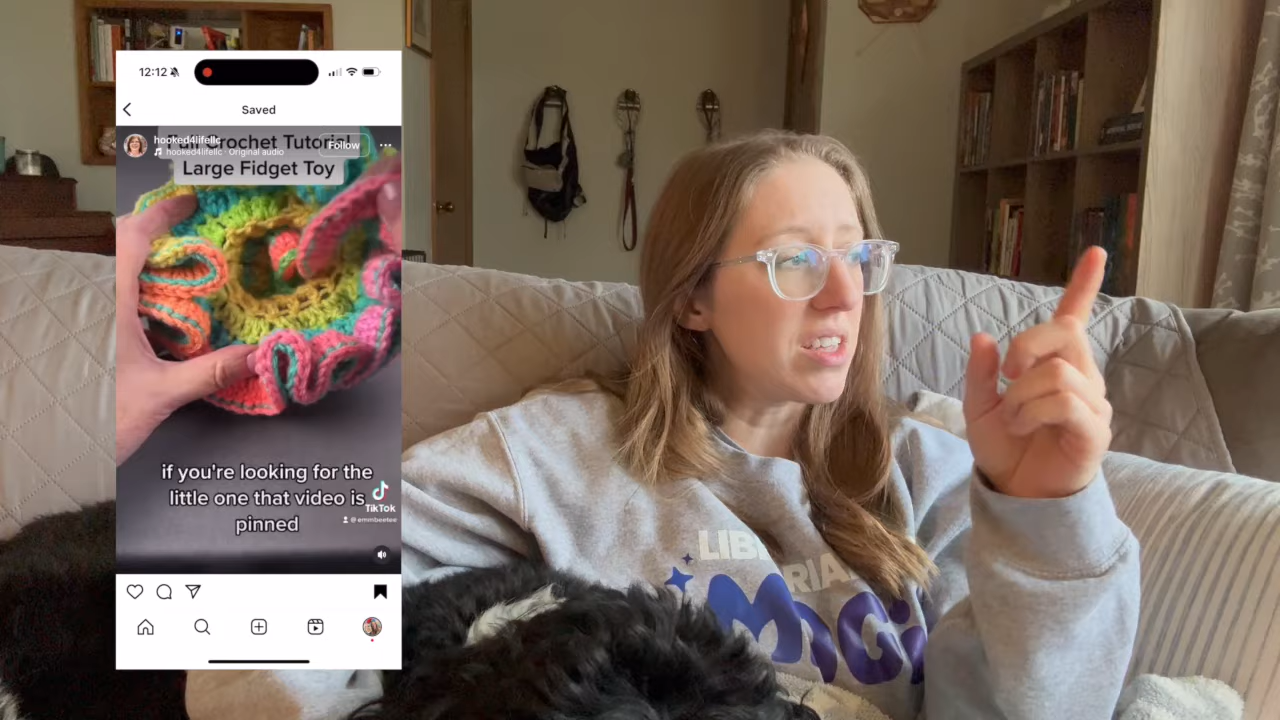 12:12
Saved
hooked4lifellc
hooked4lifellc · Original audio
Follow
Crochet Tutorial
Large Fidget Toy
if you're looking for the
little one that video is
pinned
TikTok
@emmbeetee